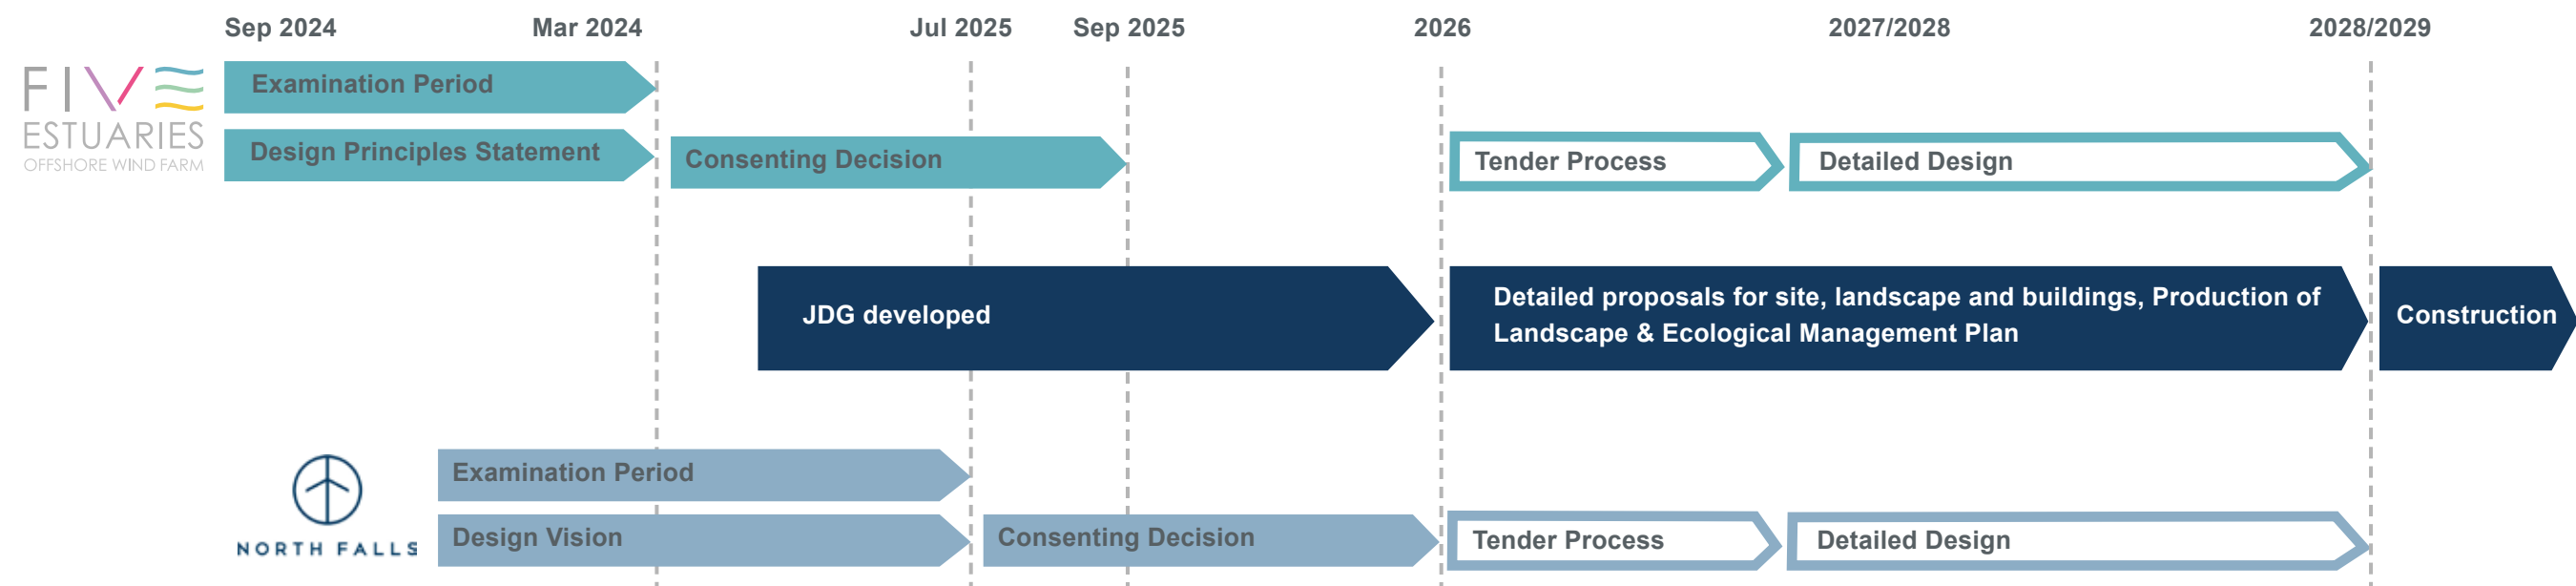 Sep 2024
Mar 2024
Jul 2025
Sep 2025
2026
2027/2028
2028/2029
FIVE
ESTUARIES
OFFSHORE WIND FARM
Examination Period
Design Principles Statement
Consenting Decision
Tender Process
Detailed Design
JDG developed
Detailed proposals for site, landscape and buildings, Production of
Landscape & Ecological Management Plan
Construction
NORTH FALLS
Examination Period
Design Vision
Consenting Decision
Tender Process
Detailed Design